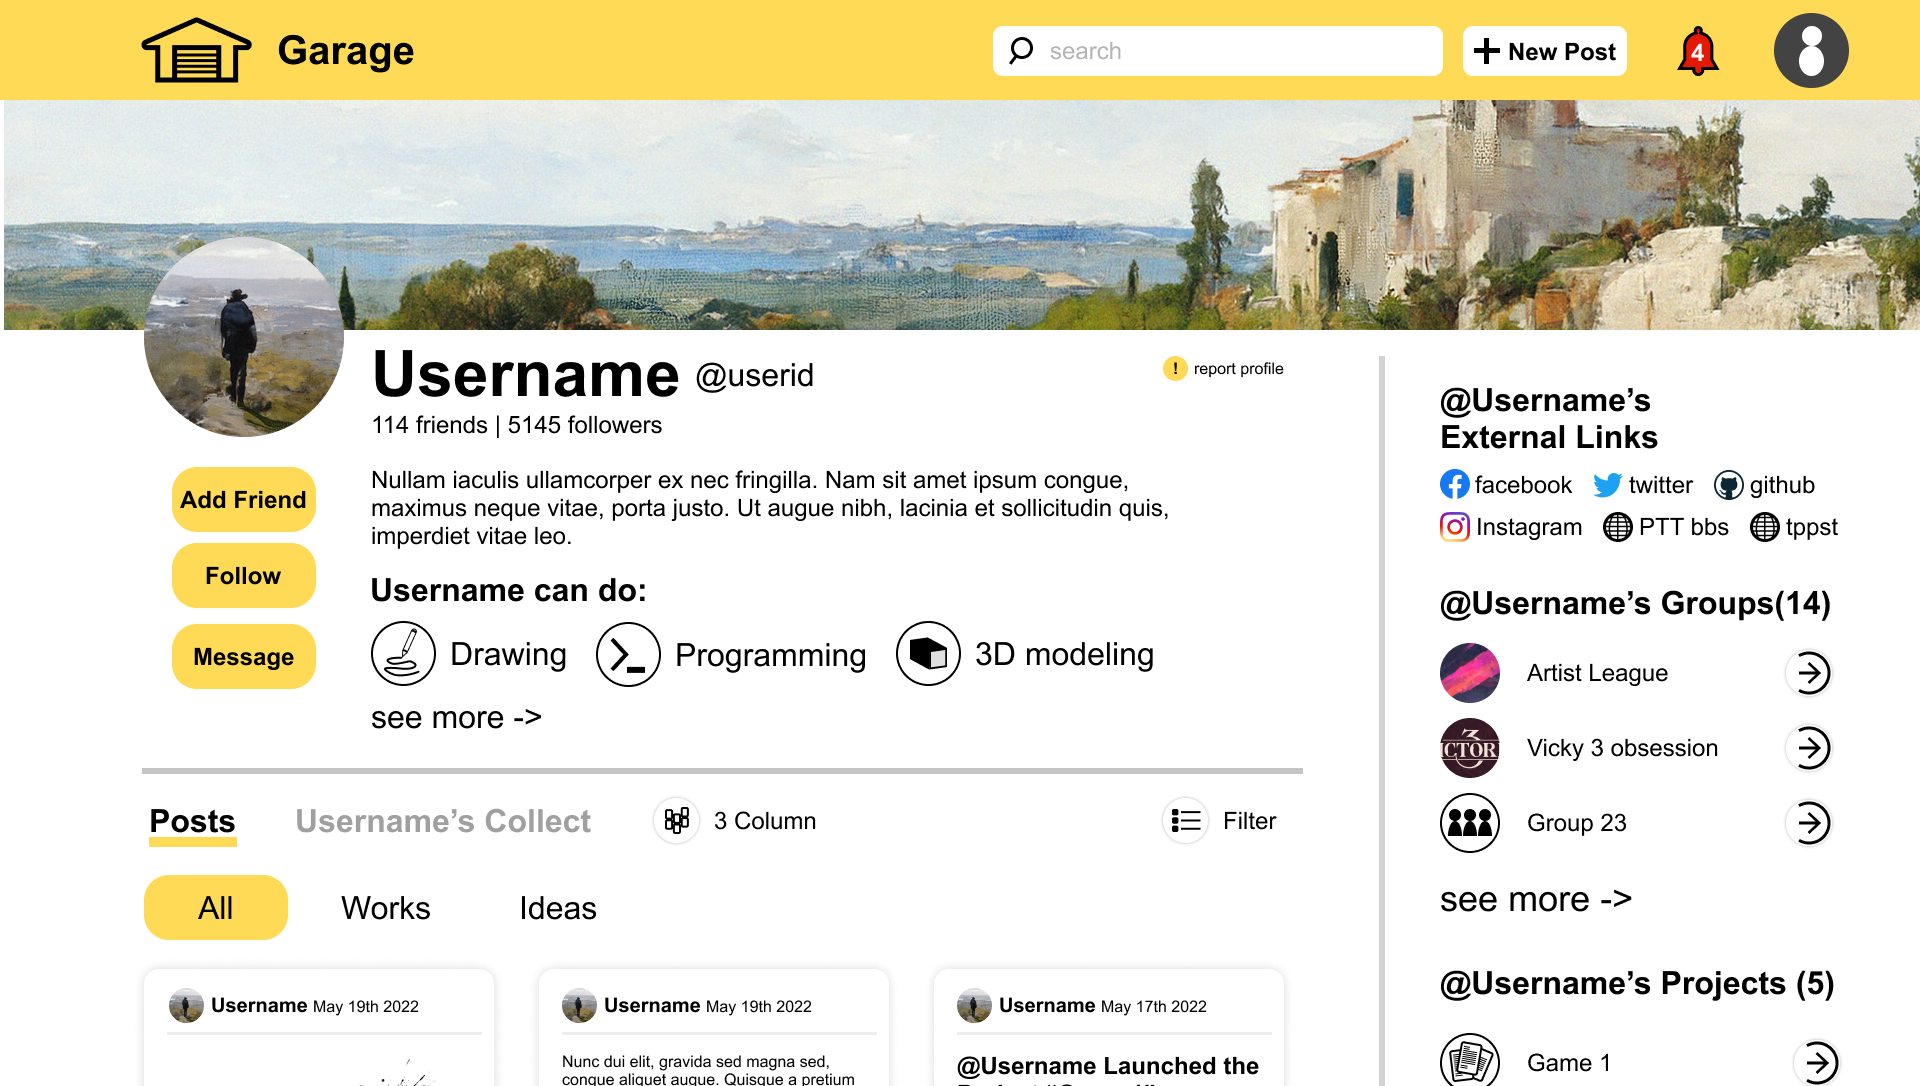 Garage
search
New Post
4
Username @userid
! report profile
114 friends | 5145 followers
Add Friend
Follow
Message
Nullam iaculis ullamcorper ex nec fringilla. Nam sit amet ipsum congue,
maximus neque vitae, porta justo. Ut augue nibh, lacinia et sollicitudin quis,
imperdiet vitae leo.
Username can do:
Drawing
Programming
3D modeling
see more ->
Posts
Username’s Collect
3 Column
Filter
All
Works
Ideas
Username May 19th 2022
Username May 19th 2022
Nunc dui elit, gravida sed magna sed,
congue aliquet augue. Quisque a pretium
Username May 17th 2022
@Username Launched the
@Username’s
External Links
facebook
twitter
github
Instagram
PTT bbs
tppst
@Username’s Groups(14)
Artist League
3
ICTOR
Vicky 3 obsession
Group 23
see more ->
@Username’s Projects (5)
Game 1